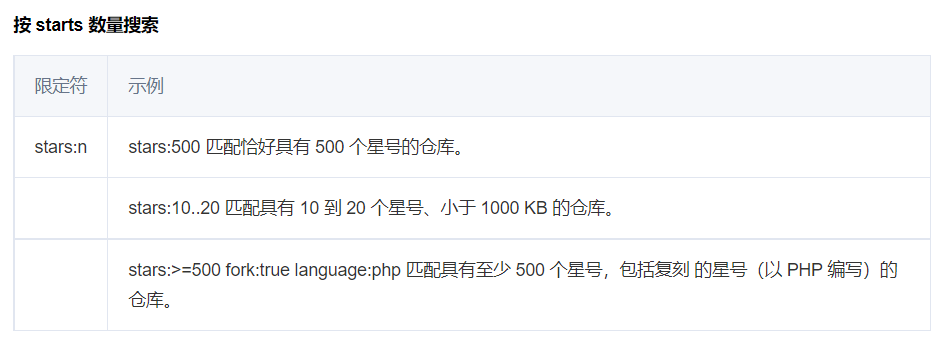 按 starts 数量搜索
限定符 示例
stars:n stars:500 匹配恰好具有 500 个星号的仓库。
stars:10..20 匹配具有 10 到 20 个星号、小于 1000 KB 的仓库。
stars:>=500 fork:true language:php 匹配具有至少 500 个星号，包括复刻 的星号（以 PHP 编写）的
仓库。